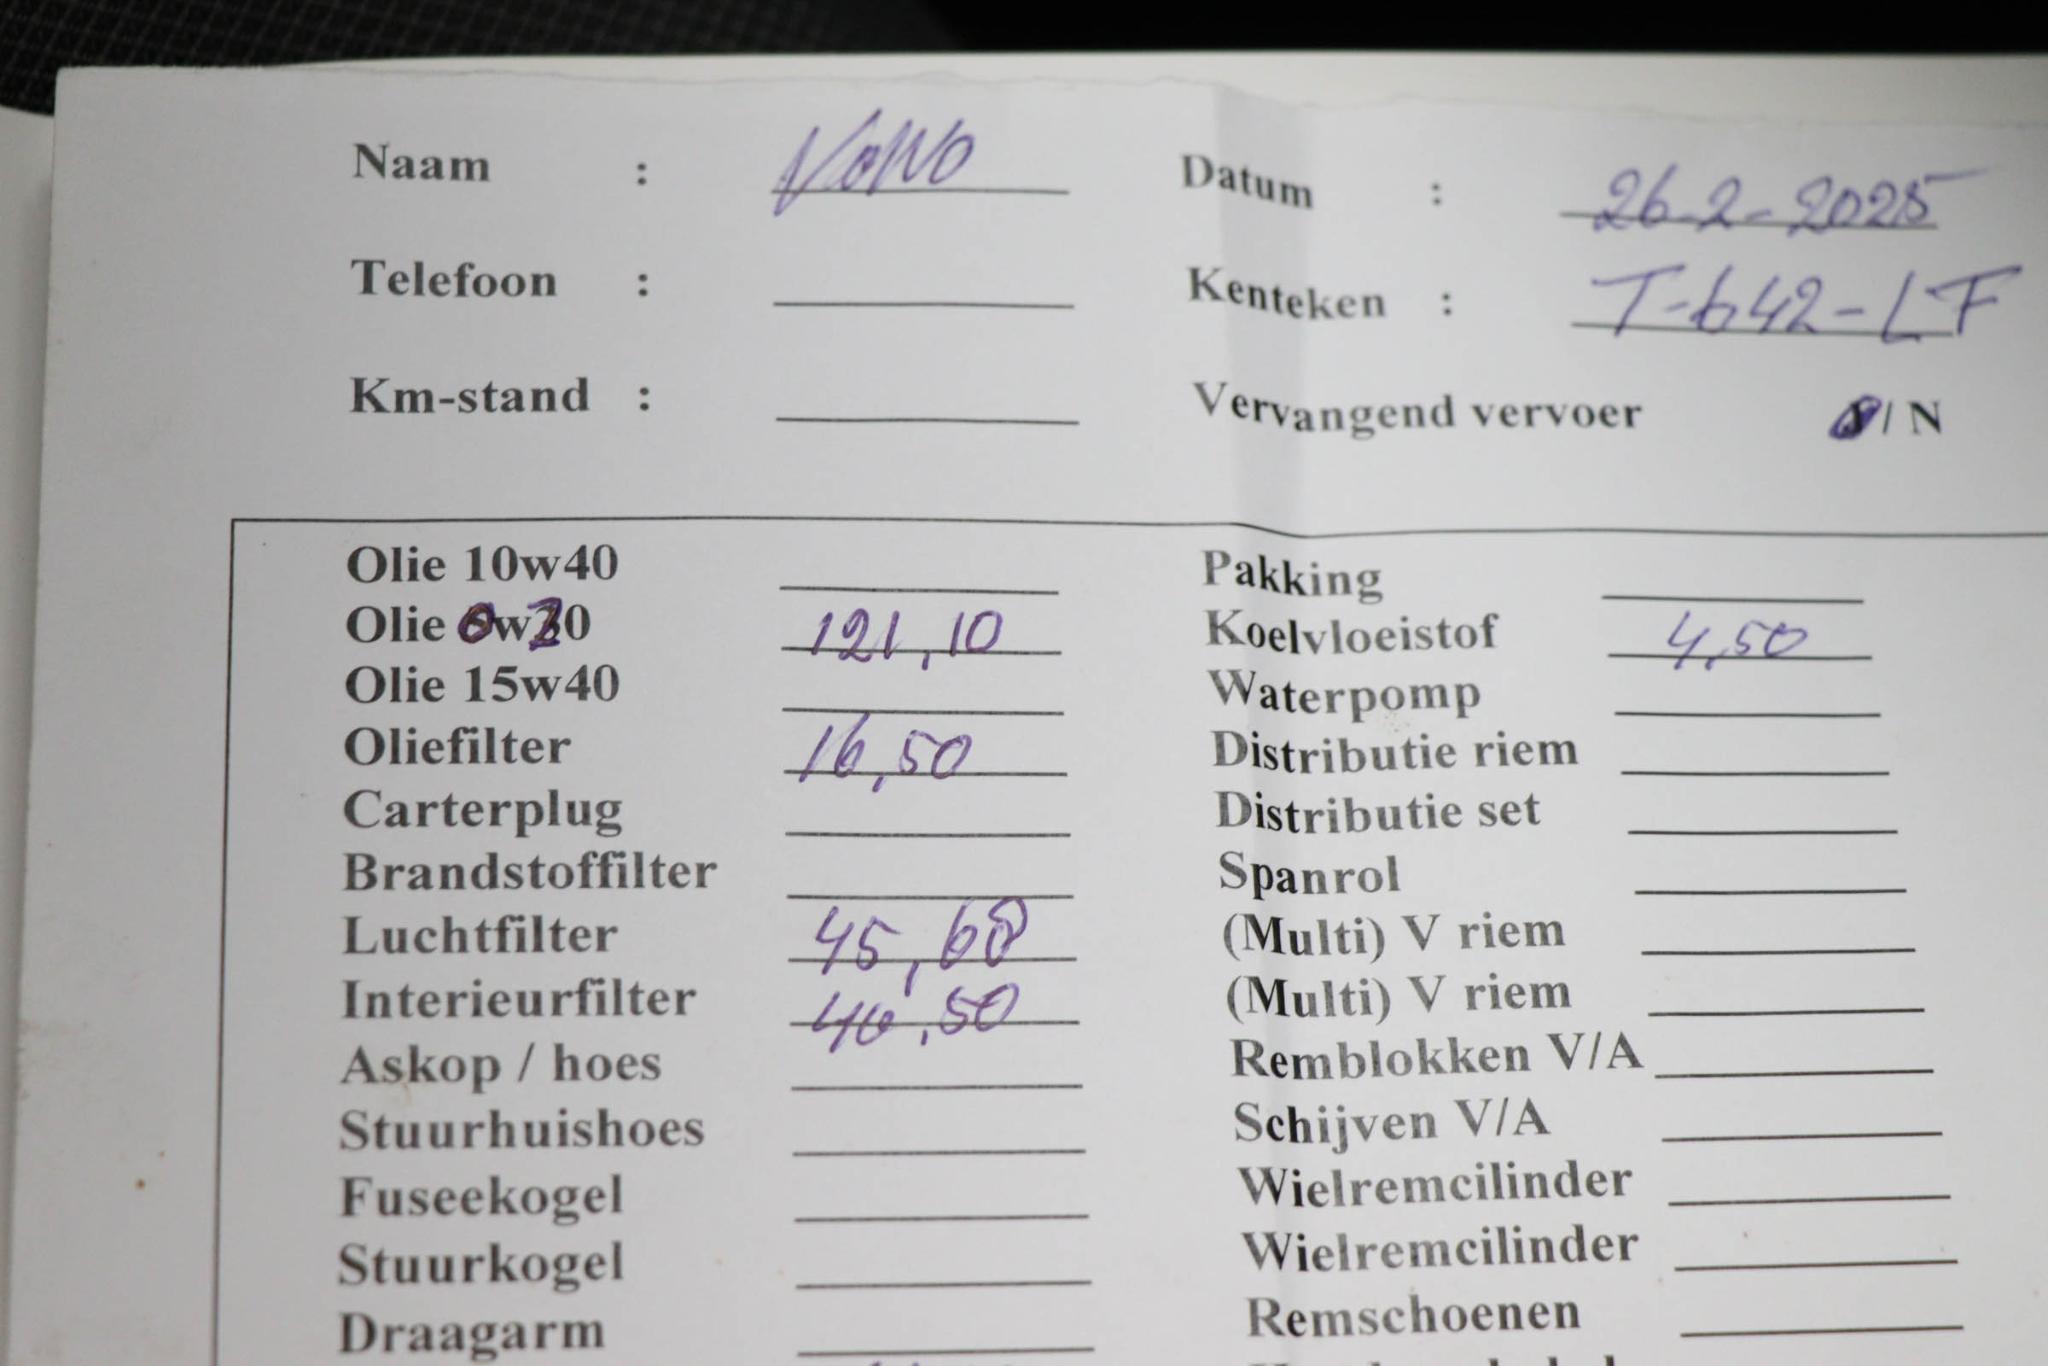 Naam : VoWo Datum : 26-2-2025
Telefoon : Kenteken : T-642-LF
Km-stand : Vervangend vervoer J/N
Olie 10w40 Pakking
Olie 0w20 121,10 Koelvloeistof 4,50
Olie 15w40 Waterpomp
Oliefilter 16,50 Distributie riem
Carterplug Distributie set
Brandstoffilter Spanrol
Luchtfilter 45,68 (Multi) V riem
Interieurfilter 40,50 (Multi) V riem
Askop / hoes Remblokken V/A
Stuurhuishoes Schijven V/A
Fuseekogel Wielremcilinder
Stuurkogel Wielremcilinder
Draagarm Remschoenen